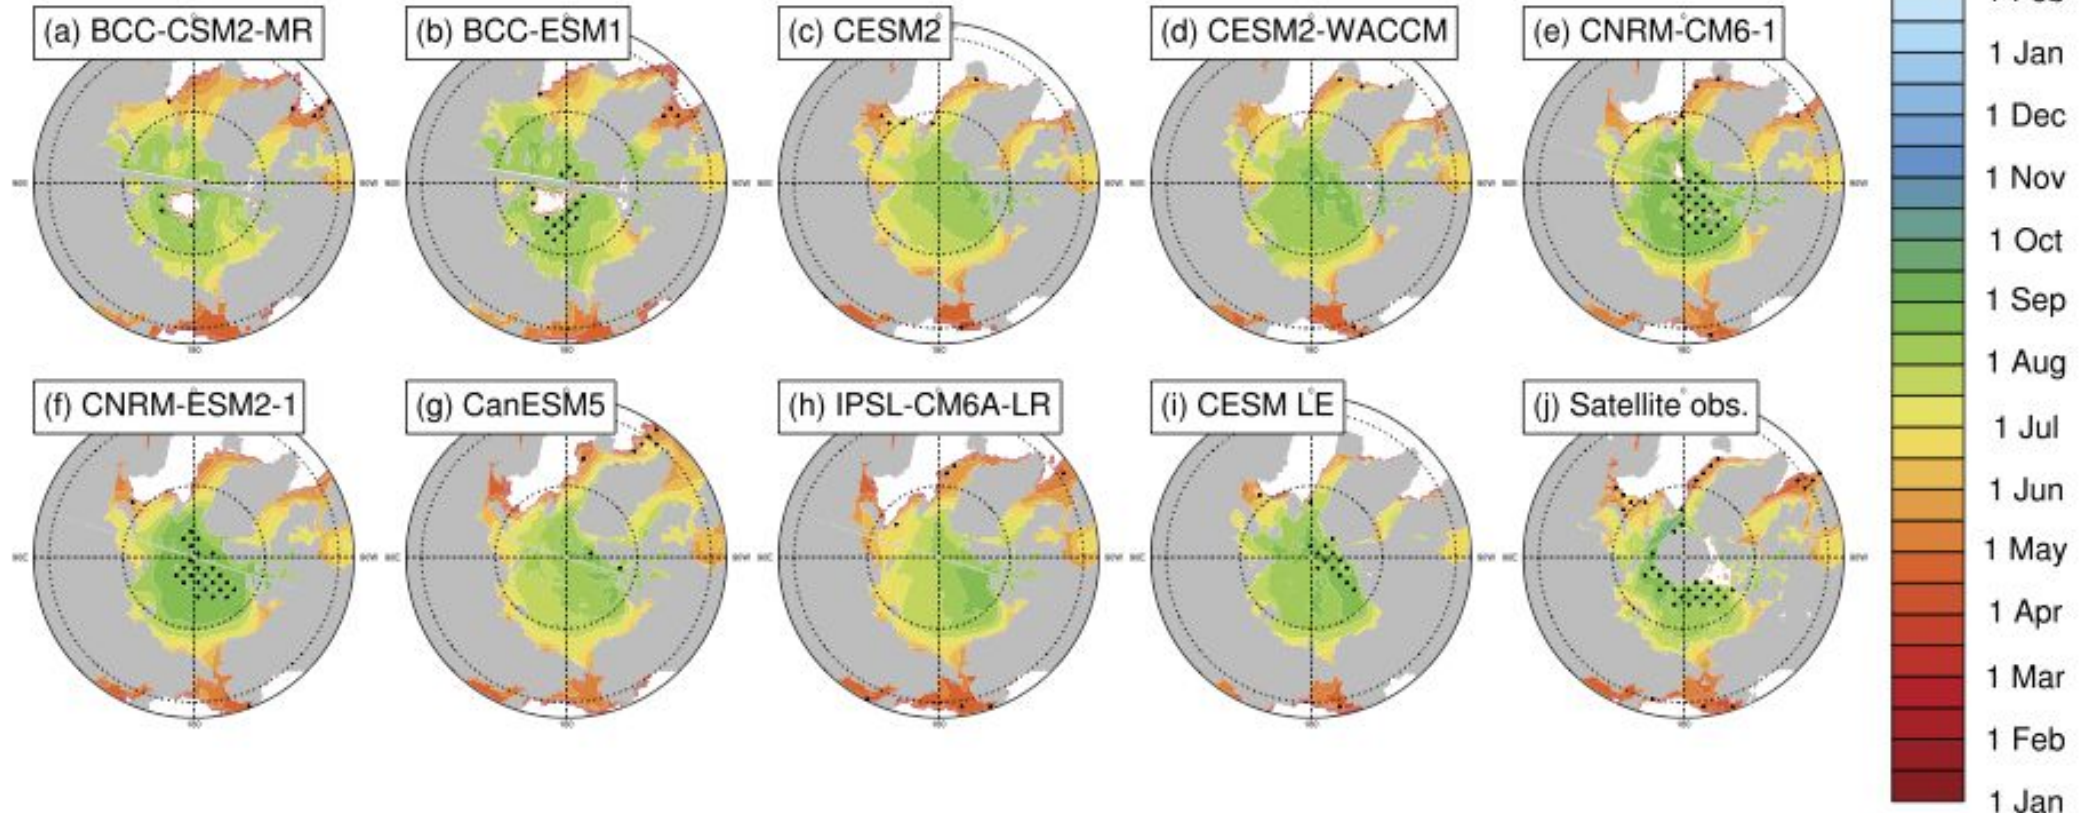 (a) BCC-CSM2-MR
(b) BCC-ESM1
(c) CESM2
(d) CESM2-WACCM
(e) CNRM-CM6-1
1 Jan
1 Dec
1 Nov
1 Oct
1 Sep
1 Aug
(f) CNRM-ESM2-1
(g) CanESM5
(h) IPSL-CM6A-LR
(i) CESM LE
(j) Satellite obs.
1 Jul
1 Jun
1 May
1 Apr
1 Mar
1 Feb
1 Jan